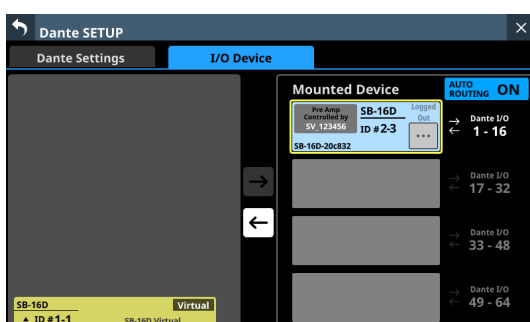 Dante SETUP
Dante Settings
I/O Device
Mounted Device
AUTO ROUTING ON
Pre Amp
Controlled by
SV_123456
SB-16D
ID #2-3
Logged
Out
...
SB-16D-20c832
Dante I/O
1 - 16
Dante I/O
17 - 32
Dante I/O
33 - 48
Dante I/O
49 - 64
SB-16D
Virtual
ID #1-1
SB-16D Virtual